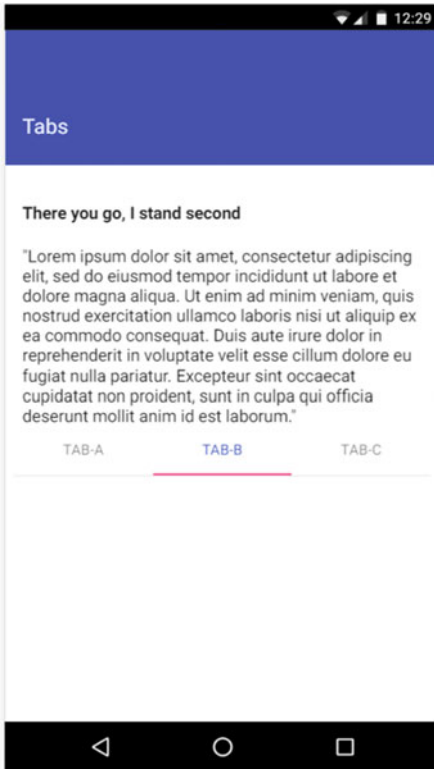 12:29
Tabs
There you go, I stand second
"Lorem ipsum dolor sit amet, consectetur adipiscing
elit, sed do eiusmod tempor incididunt ut labore et
dolore magna aliqua. Ut enim ad minim veniam, quis
nostrud exercitation ullamco laboris nisi ut aliquip ex
ea commodo consequat. Duis aute irure dolor in
reprehenderit in voluptate velit esse cillum dolore eu
fugiat nulla pariatur. Excepteur sint occaecat
cupidatat non proident, sunt in culpa qui officia
deserunt mollit anim id est laborum."
TAB-A TAB-B TAB-C